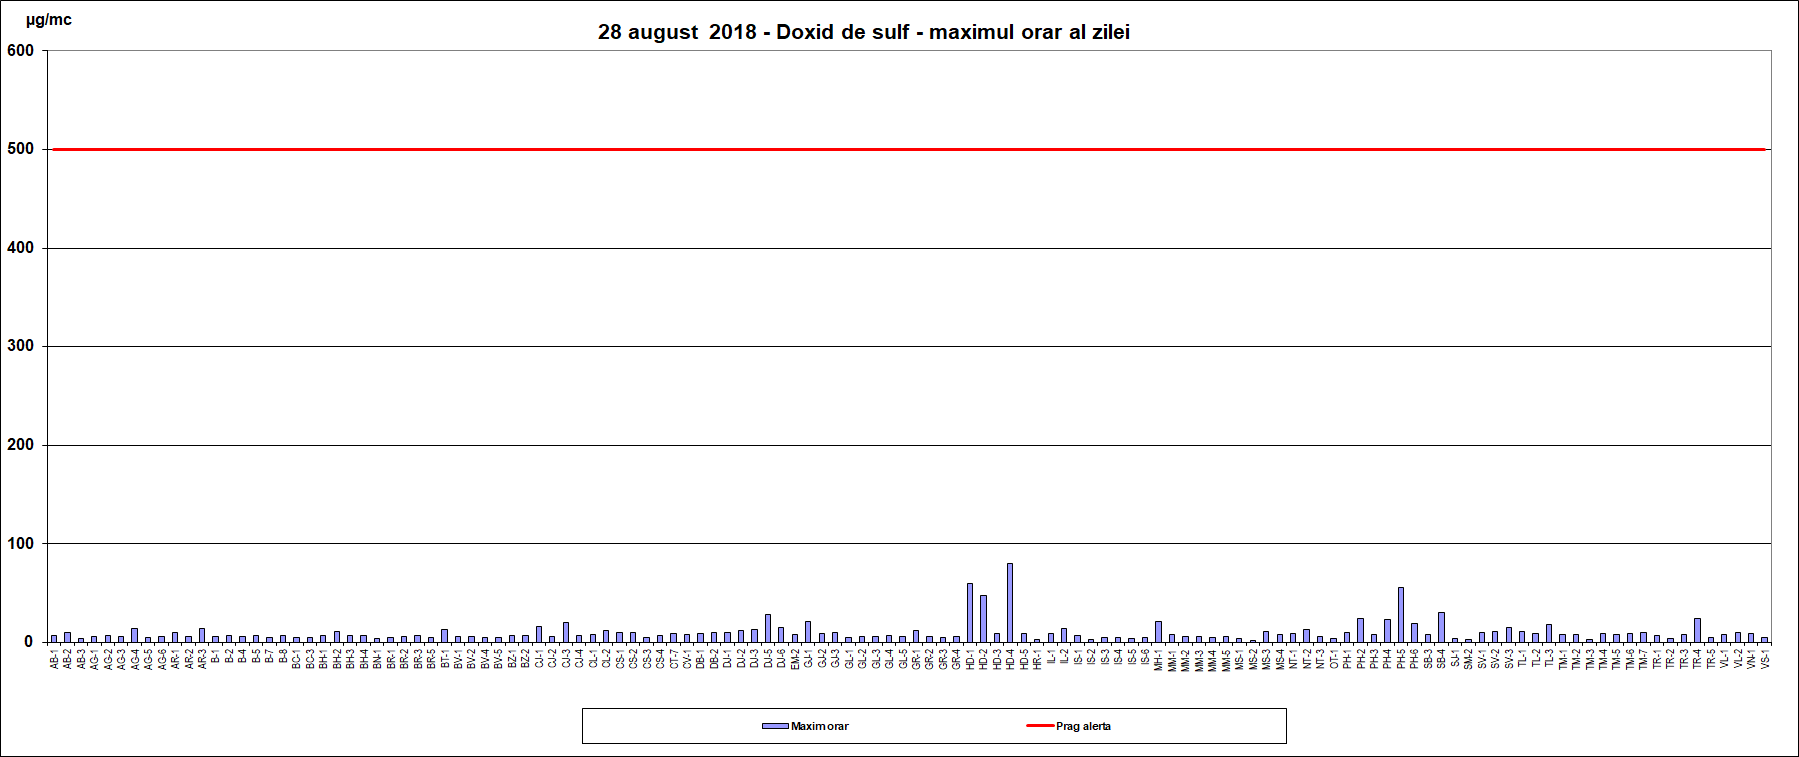 µg/mc
28 august 2018 - Doxid de sulf - maximul orar al zilei
600
500
400
300
200
100
0
AB-1 AB-2 AB-3 AG-1 AG-2 AG-3 AG-4 AG-5 AG-6 AR-1 AR-2 AR-3 B-1 B-2 B-4 B-5 B-7 B-8 BC-1 BC-3 BH-1 BH-2 BH-3 BH-4 BN-1 BR-1 BR-2 BR-3 BR-5 BT-1 BV-1 BV-2 BV-4 BV-5 BZ-1 BZ-2 CJ-1 CJ-2 CJ-3 CJ-4 CL-1 CL-2 CS-1 CS-2 CS-3 CS-4 CT-7 CV-1 DB-1 DB-2 DJ-1 DJ-2 DJ-3 DJ-5 DJ-6 EM-2 GJ-1 GJ-2 GJ-3 GL-1 GL-2 GL-3 GL-4 GL-5 GR-1 GR-2 GR-3 GR-4 HD-1 HD-2 HD-3 HD-4 HD-5 HR-1 IL-1 IL-2 IS-1 IS-2 IS-3 IS-4 IS-5 IS-6 MH-1 MM-1 MM-2 MM-3 MM-4 MM-5 MS-1 MS-2 MS-3 MS-4 NT-1 NT-2 NT-3 OT-1 PH-1 PH-2 PH-3 PH-4 PH-5 PH-6 SB-3 SB-4 SJ-1 SM-2 SV-1 SV-2 SV-3 TL-1 TL-2 TL-3 TM-1 TM-2 TM-3 TM-4 TM-5 TM-6 TM-7 TR-1 TR-2 TR-3 TR-4 TR-5 VL-1 VL-2 VN-1 VS-1
Maxim orar Prag alerta